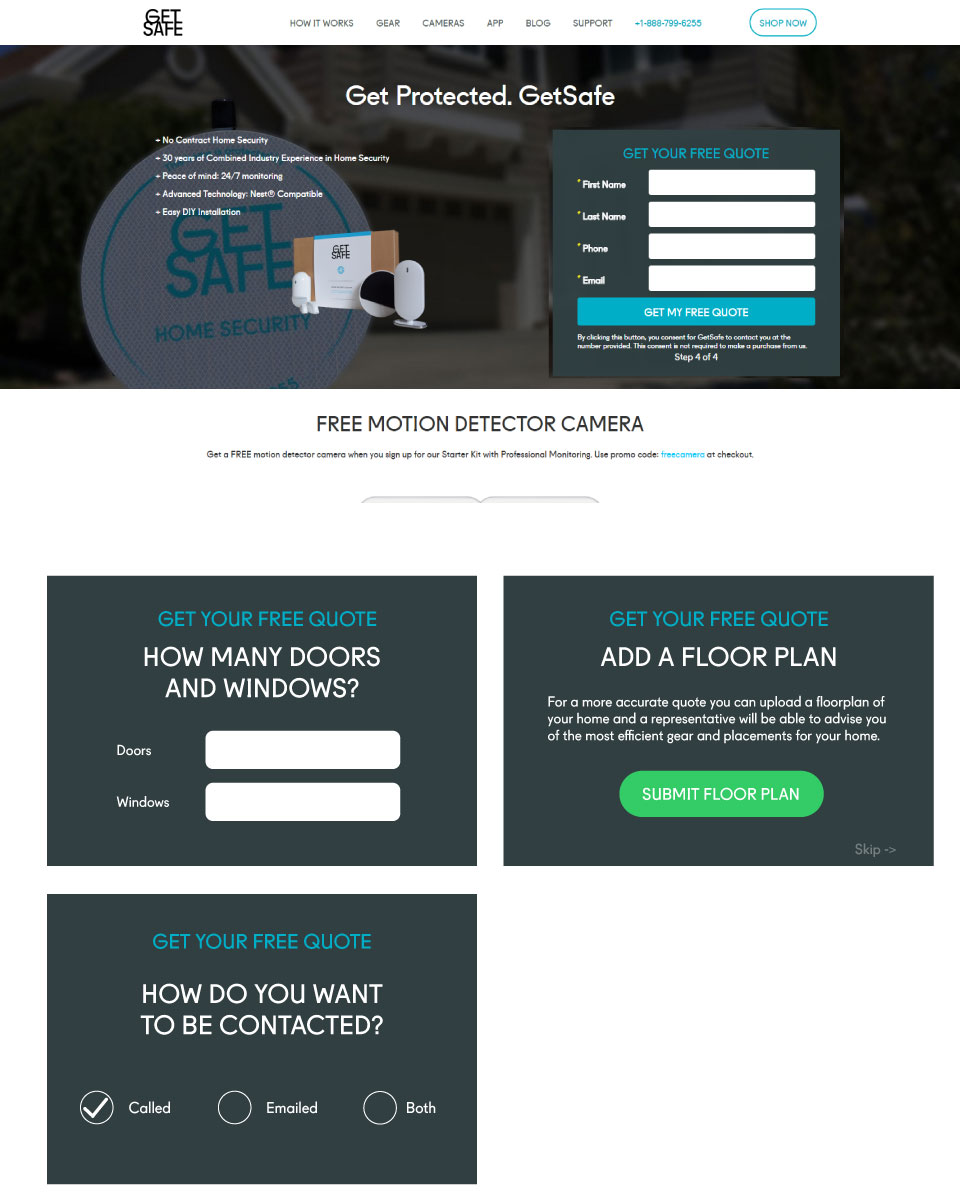 GET
SAFE
HOW IT WORKS
GEAR
CAMERAS
APP
BLOG
SUPPORT
+1-888-799-6255
SHOP NOW
Get Protected. GetSafe
+ No Contract Home Security
+ 30 years of Combined Industry Experience in Home Security
+ Peace of mind: 24/7 monitoring
+ Advanced Technology: Nest® Compatible
+ Easy DIY Installation
GET
SAFE
HOME SECURITY
GET
SAFE
GET YOUR FREE QUOTE
* First Name
* Last Name
* Phone
* Email
GET MY FREE QUOTE
By clicking this button, you consent for GetSafe to contact you at the
number provided. This consent is not required to make a purchase from us.
Step 4 of 4
FREE MOTION DETECTOR CAMERA
Get a FREE motion detector camera when you sign up for our Starter Kit with Professional Monitoring. Use promo code: freecamera at checkout.
GET YOUR FREE QUOTE
HOW MANY DOORS
AND WINDOWS?
Doors
Windows
GET YOUR FREE QUOTE
ADD A FLOOR PLAN
For a more accurate quote you can upload a floorplan of
your home and a representative will be able to advise you
of the most efficient gear and placements for your home.
SUBMIT FLOOR PLAN
Skip ->
GET YOUR FREE QUOTE
HOW DO YOU WANT
TO BE CONTACTED?
Called
Emailed
Both